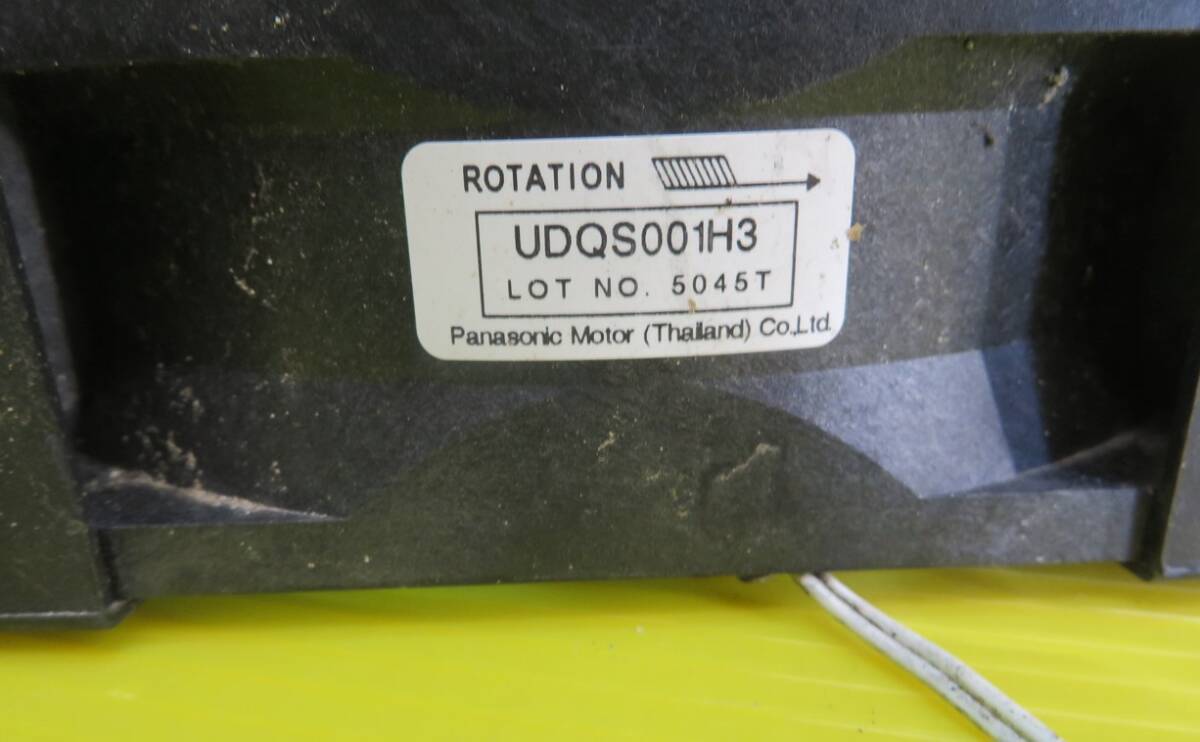 ROTATION
UDQS001H3
LOT NO. 5045T
Panasonic Motor (Thailand) Co.,Ltd.